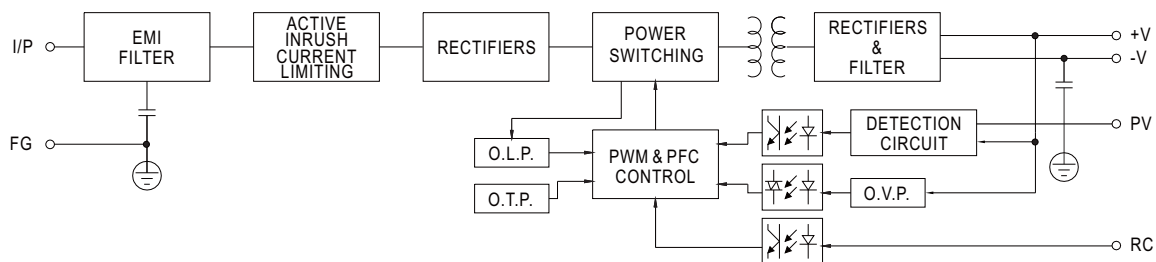 I/P
EMI
FILTER
ACTIVE
INRUSH
CURRENT
LIMITING
RECTIFIERS
POWER
SWITCHING
RECTIFIERS
&
FILTER
+V
-V
FG
O.L.P.
O.T.P.
PWM & PFC
CONTROL
DETECTION
CIRCUIT
PV
O.V.P.
RC